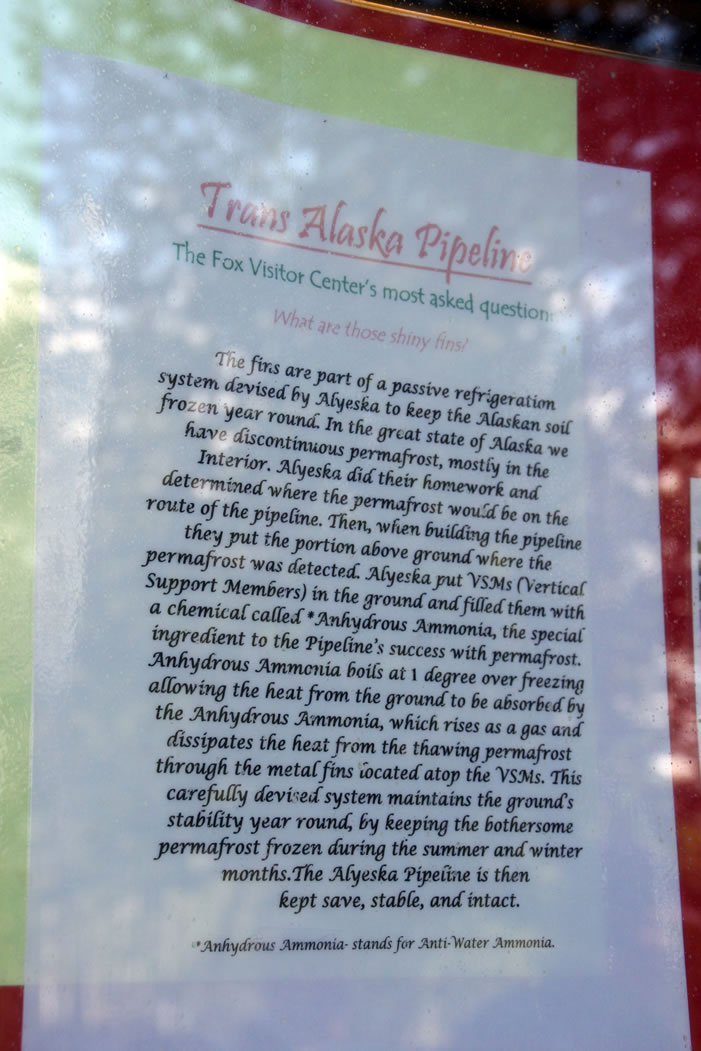 Trans Alaska Pipeline
The Fox Visitor Center's most asked question:
What are those shiny fins?
The fins are part of a passive refrigeration
system devised by Alyeska to keep the Alaskan soil
frozen year round. In the great state of Alaska we
have discontinuous permafrost, mostly in the
Interior. Alyeska did their homework and
determined where the permafrost would be on the
route of the pipeline. Then, when building the pipeline
they put the portion above ground where the
permafrost was detected. Alyeska put VSMs (Vertical
Support Members) in the ground and filled them with
a chemical called *Anhydrous Ammonia, the special
ingredient to the Pipeline's success with permafrost.
Anhydrous Ammonia boils at 1 degree over freezing
allowing the heat from the ground to be absorbed by
the Anhydrous Ammonia, which rises as a gas and
dissipates the heat from the thawing permafrost
through the metal fins located atop the VSMs. This
carefully devised system maintains the ground's
stability year round, by keeping the bothersome
permafrost frozen during the summer and winter
months.The Alyeska Pipeline is then
kept save, stable, and intact.
*Anhydrous Ammonia- stands for Anti-Water Ammonia.